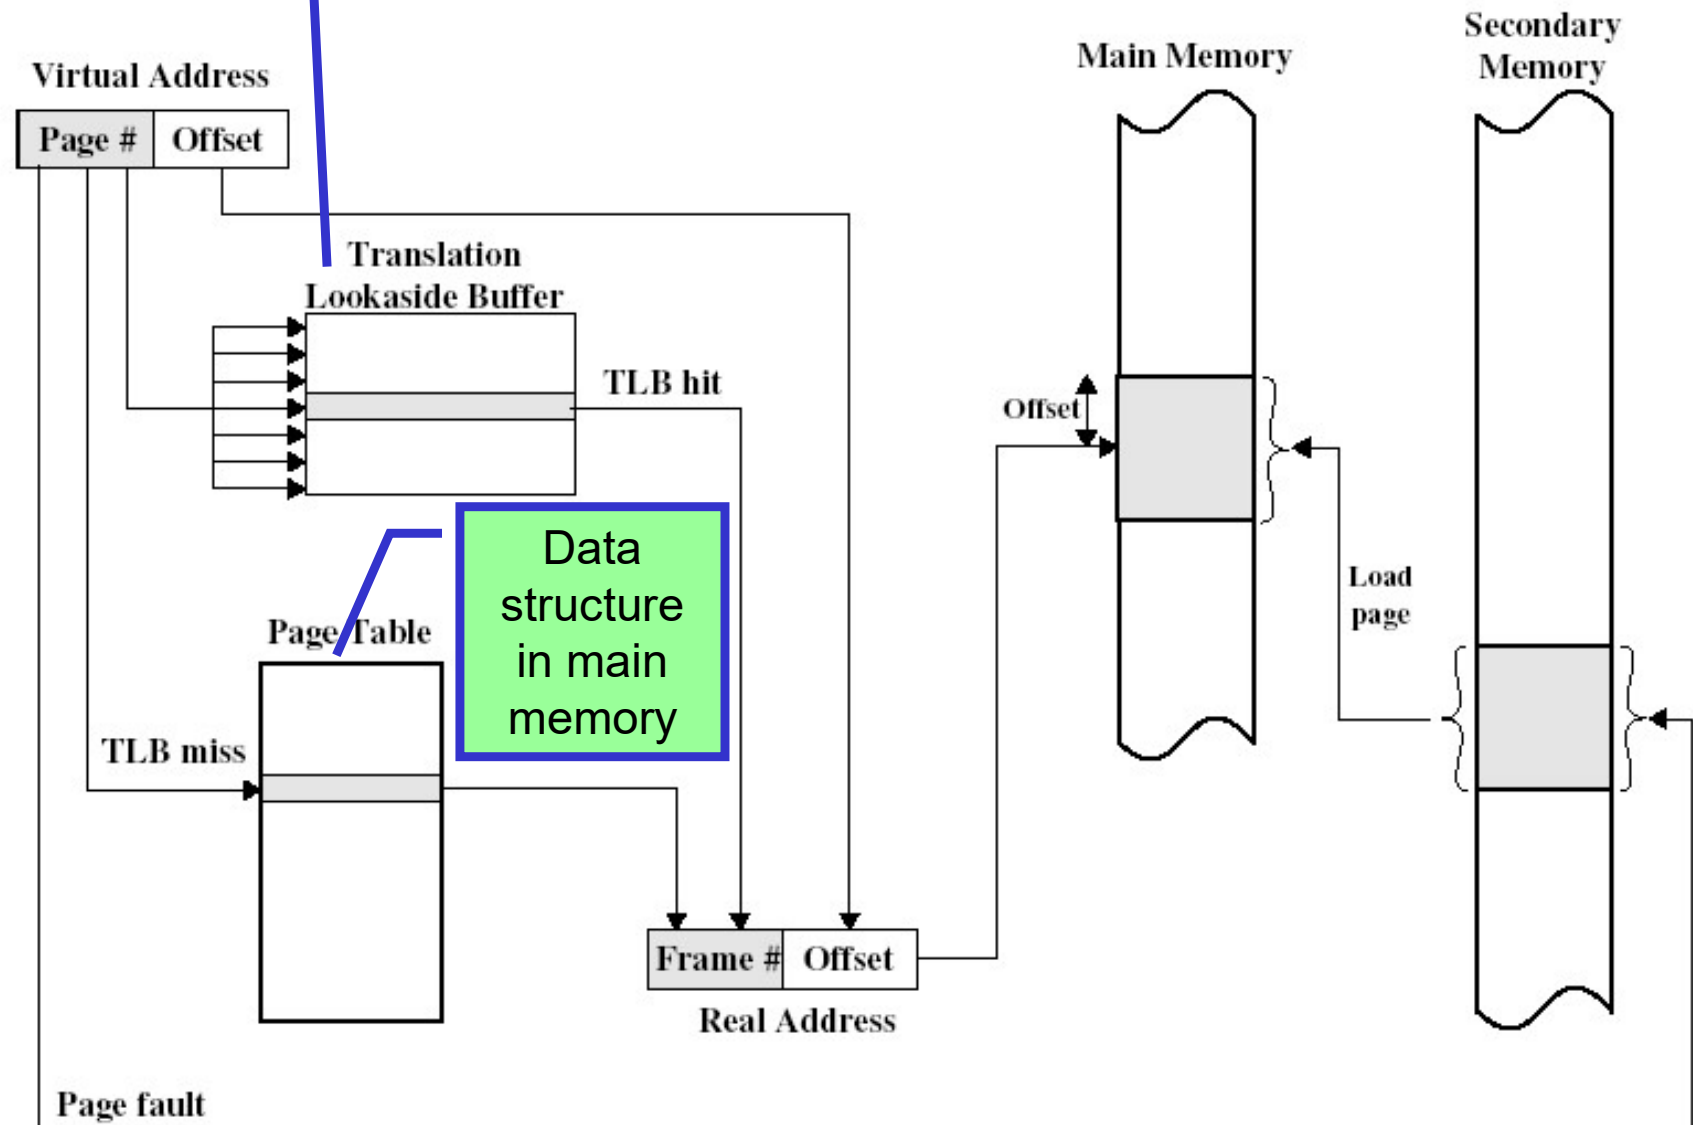 Secondary
Memory
Main Memory
Virtual Address
Page #
Offset
Translation
Lookaside Buffer
TLB hit
Offset
Data
structure
in main
memory
Load
page
Page Table
TLB miss
Frame #
Offset
Real Address
Page fault